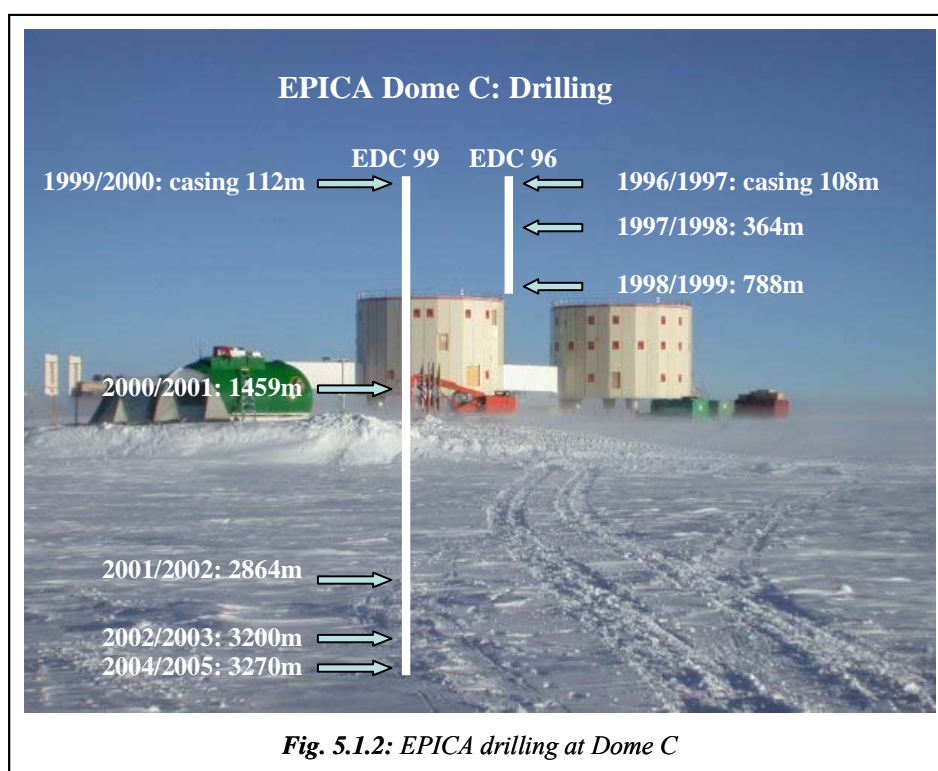 EPICA Dome C: Drilling
EDC 99
EDC 96
1999/2000: casing 112m
1996/1997: casing 108m
1997/1998: 364m
1998/1999: 788m
2000/2001: 1459m
2001/2002: 2864m
2002/2003: 3200m
2004/2005: 3270m
Fig. 5.1.2: EPICA drilling at Dome C